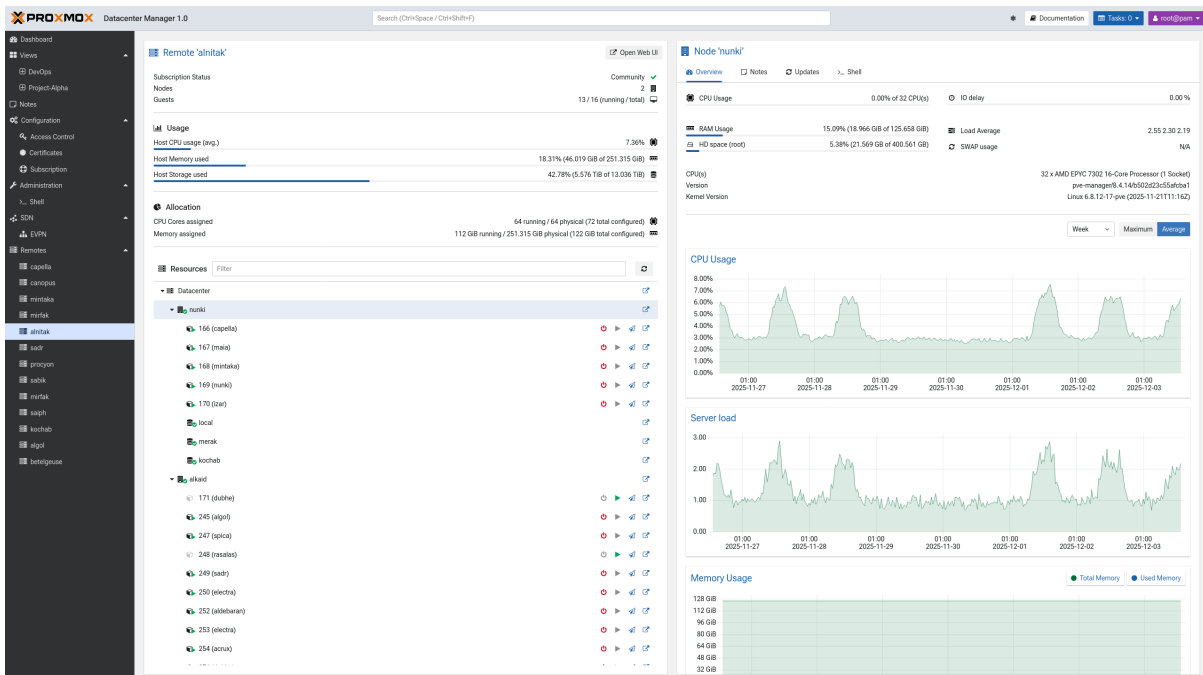 PROXMOX Datacenter Manager 1.0
Search (Ctrl+Space / Ctrl+Shift+F)
Documentation
Tasks: 0
root@pam
Dashboard
Views
DevOps
Project-Alpha
Notes
Configuration
Access Control
Certificates
Subscription
Administration
Shell
SDN
EVPN
Remotes
capella
canopus
mintaka
mirfak
alnitak
sadr
procyon
sabik
mirfak
saiph
kochab
algol
betelgeuse
Remote 'alnitak'
Open Web UI
Subscription Status Community
Nodes 2
Guests 13 / 16 (running / total)
Usage
Host CPU usage (avg.) 7.36%
Host Memory used 18.31% (46.019 GiB of 251.315 GiB)
Host Storage used 42.78% (5.576 TiB of 13.036 TiB)
Allocation
CPU Cores assigned 64 running / 64 physical (72 total configured)
Memory assigned 112 GiB running / 251.315 GiB physical (122 GiB total configured)
Resources Filter
Datacenter
nunki
166 (capella)
167 (maia)
168 (mintaka)
169 (nunki)
170 (izar)
local
merak
kochab
alkaid
171 (dubhe)
245 (algol)
247 (spica)
248 (rasalas)
249 (sadr)
250 (electra)
252 (aldebaran)
253 (electra)
254 (acrux)
Node 'nunki'
Overview Notes Updates Shell
CPU Usage 0.00% of 32 CPU(s)
IO delay 0.00 %
RAM Usage 15.09% (18.966 GiB of 125.658 GiB)
Load Average 2.55 2.30 2.19
HD space (root) 5.38% (21.569 GB of 400.561 GB)
SWAP usage N/A
CPU(s) 32 x AMD EPYC 7302 16-Core Processor (1 Socket)
Version pve-manager/8.4.14/b502d23c55afcba1
Kernel Version Linux 6.8.12-17-pve (2025-11-21T11:16Z)
Week Maximum Average
CPU Usage
8.00%
7.00%
6.00%
5.00%
4.00%
3.00%
2.00%
1.00%
0.00%
01:00 01:00 01:00 01:00 01:00 01:00 01:00
2025-11-27 2025-11-28 2025-11-29 2025-11-30 2025-12-01 2025-12-02 2025-12-03
Server load
3.00
2.00
1.00
0.00
01:00 01:00 01:00 01:00 01:00 01:00 01:00
2025-11-27 2025-11-28 2025-11-29 2025-11-30 2025-12-01 2025-12-02 2025-12-03
Memory Usage
Total Memory Used Memory
128 GiB
112 GiB
96 GiB
80 GiB
64 GiB
48 GiB
32 GiB